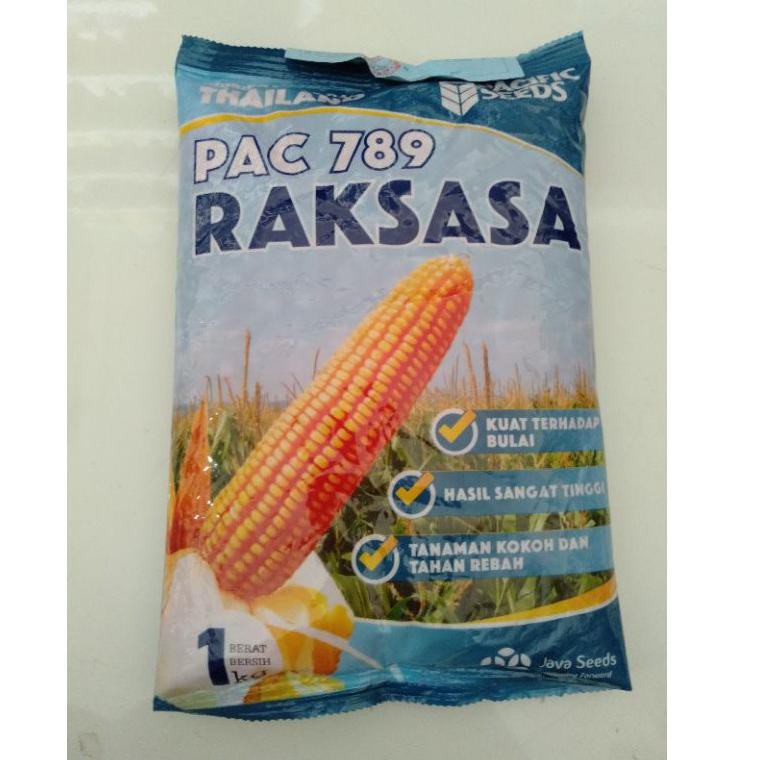 THAILAND
PACIFIC
SEEDS
PAC 789
RAKSASA
KUAT TERHADAP
BULAI
HASIL SANGAT TINGGI
TANAMAN KOKOH DAN
TAHAN REBAH
1
BERAT
BERSIH
kg
Java Seeds
Forward